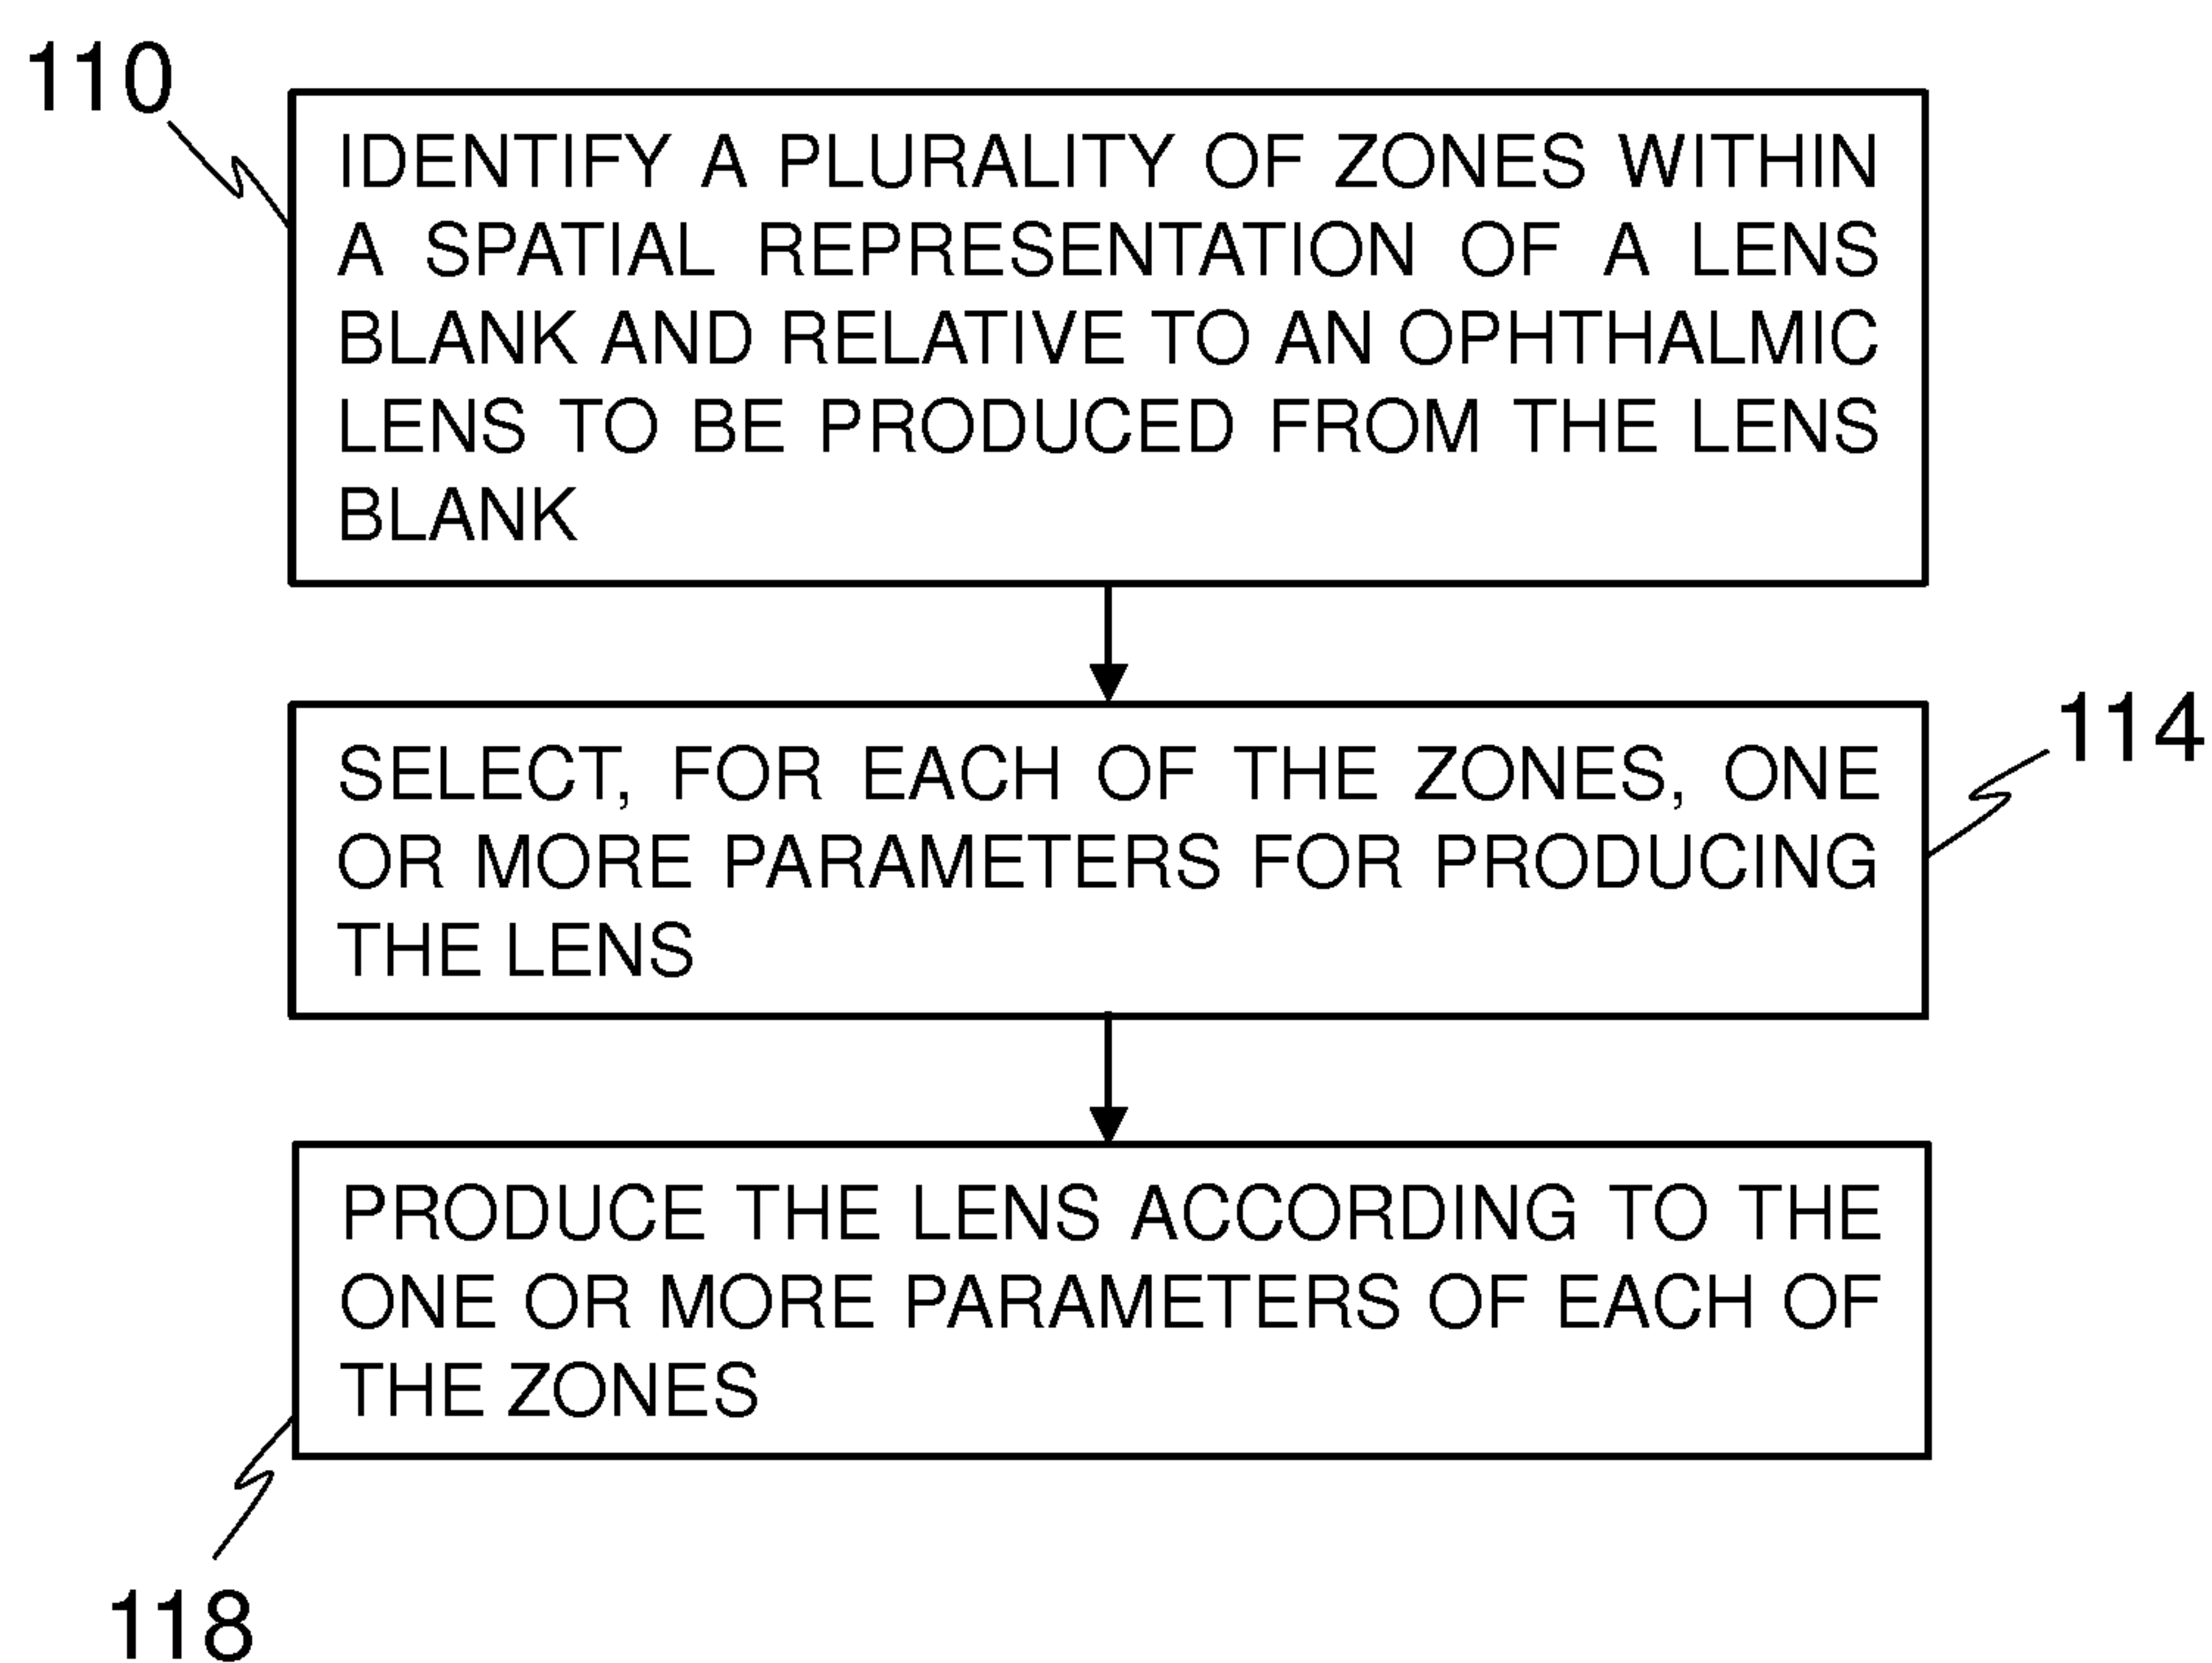 110
IDENTIFY A PLURALITY OF ZONES WITHIN
A SPATIAL REPRESENTATION OF A LENS
BLANK AND RELATIVE TO AN OPHTHALMIC
LENS TO BE PRODUCED FROM THE LENS
BLANK
114
SELECT, FOR EACH OF THE ZONES, ONE
OR MORE PARAMETERS FOR PRODUCING
THE LENS
PRODUCE THE LENS ACCORDING TO THE
ONE OR MORE PARAMETERS OF EACH OF
THE ZONES
118